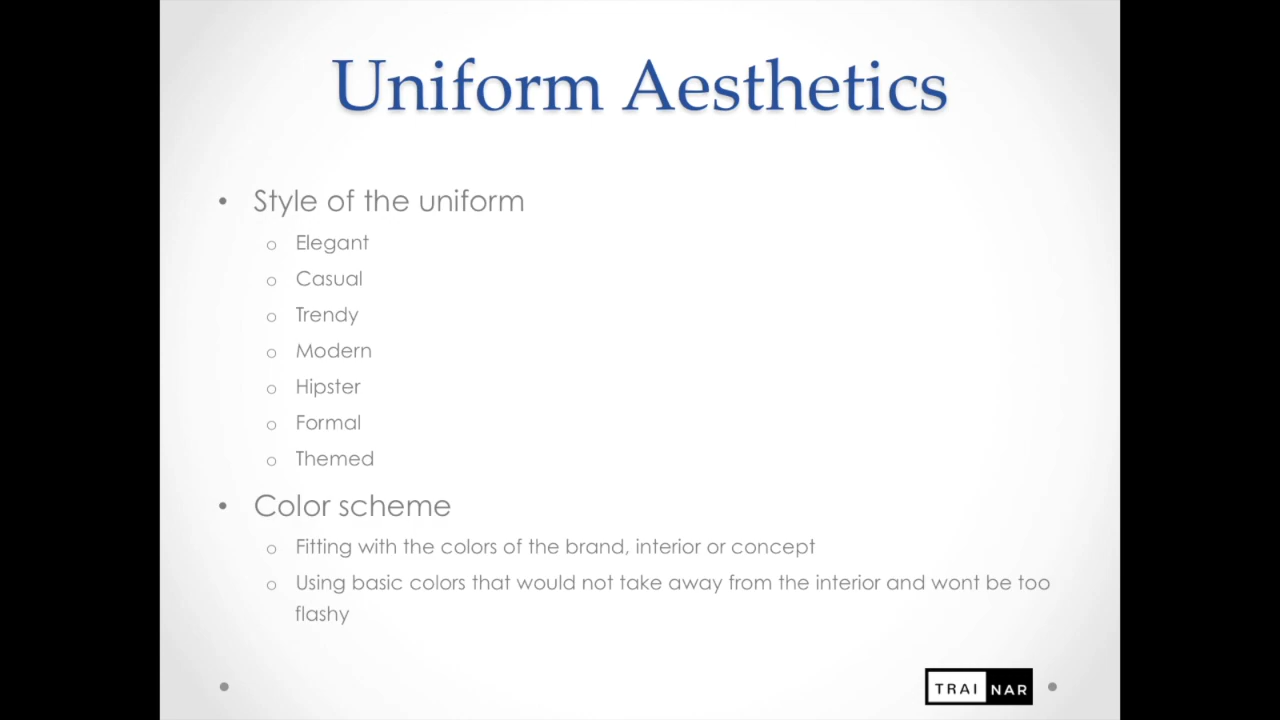 Uniform Aesthetics
• Style of the uniform
o Elegant
o Casual
o Trendy
o Modern
o Hipster
o Formal
o Themed
• Color scheme
o Fitting with the colors of the brand, interior or concept
o Using basic colors that would not take away from the interior and wont be too
flashy
TRAINAR